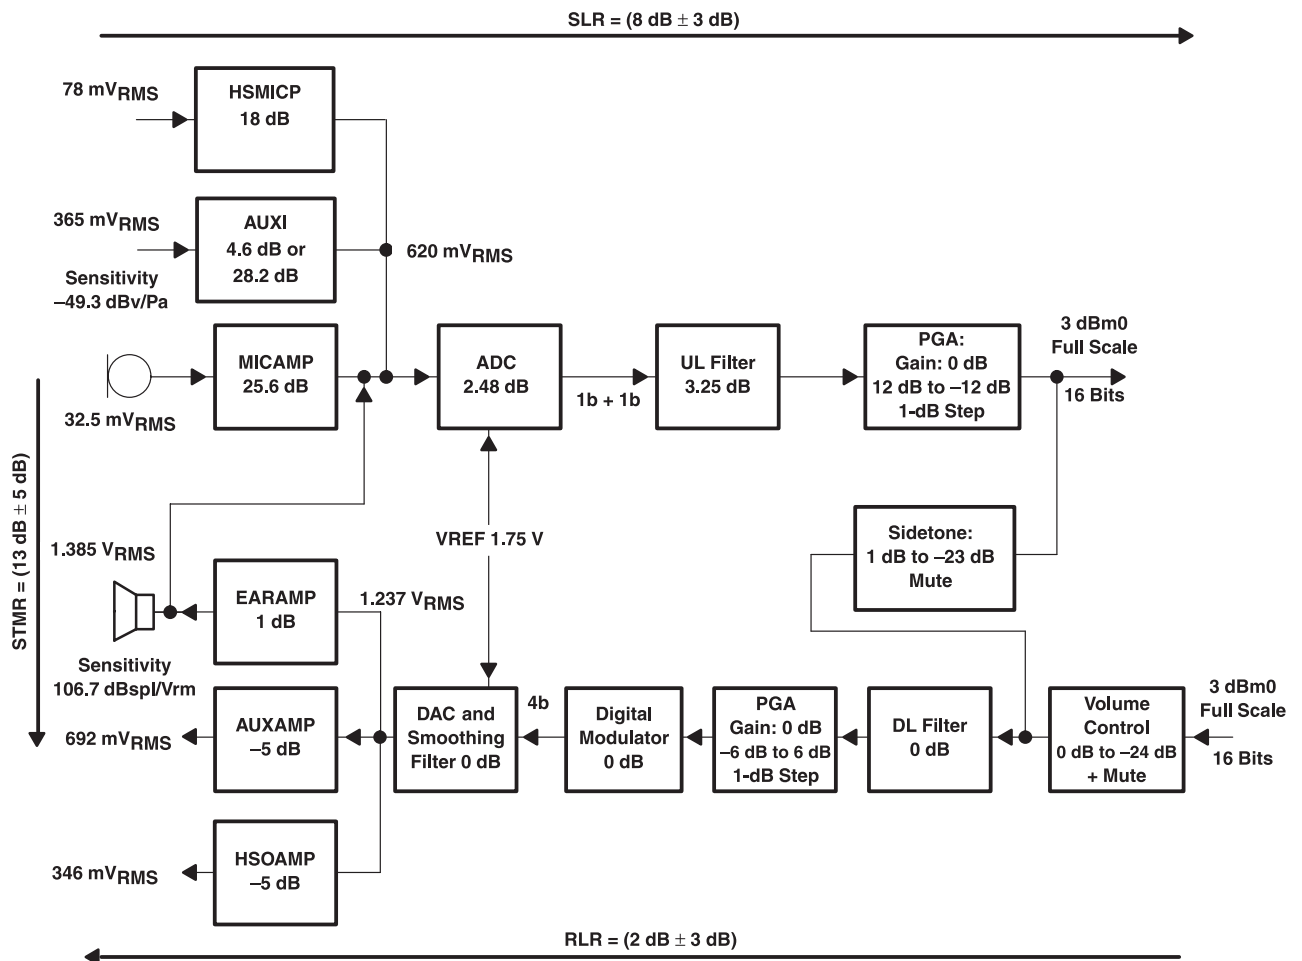 SLR = (8 dB ± 3 dB)
78 mVRMS
HSMICP
18 dB
365 mVRMS
AUXI
4.6 dB or
28.2 dB
620 mVRMS
Sensitivity
–49.3 dBv/Pa
MICAMP
25.6 dB
32.5 mVRMS
ADC
2.48 dB
1b + 1b
UL Filter
3.25 dB
PGA:
Gain: 0 dB
12 dB to –12 dB
1-dB Step
3 dBm0
Full Scale
16 Bits
STMR = (13 dB ± 5 dB)
VREF 1.75 V
Sidetone:
1 dB to –23 dB
Mute
1.385 VRMS
EARAMP
1 dB
1.237 VRMS
Sensitivity
106.7 dBspl/Vrm
692 mVRMS
AUXAMP
–5 dB
DAC and
Smoothing
Filter 0 dB
4b
Digital
Modulator
0 dB
PGA
Gain: 0 dB
–6 dB to 6 dB
1-dB Step
DL Filter
0 dB
Volume
Control
0 dB to –24 dB
+ Mute
3 dBm0
Full Scale
16 Bits
346 mVRMS
HSOAMP
–5 dB
RLR = (2 dB ± 3 dB)